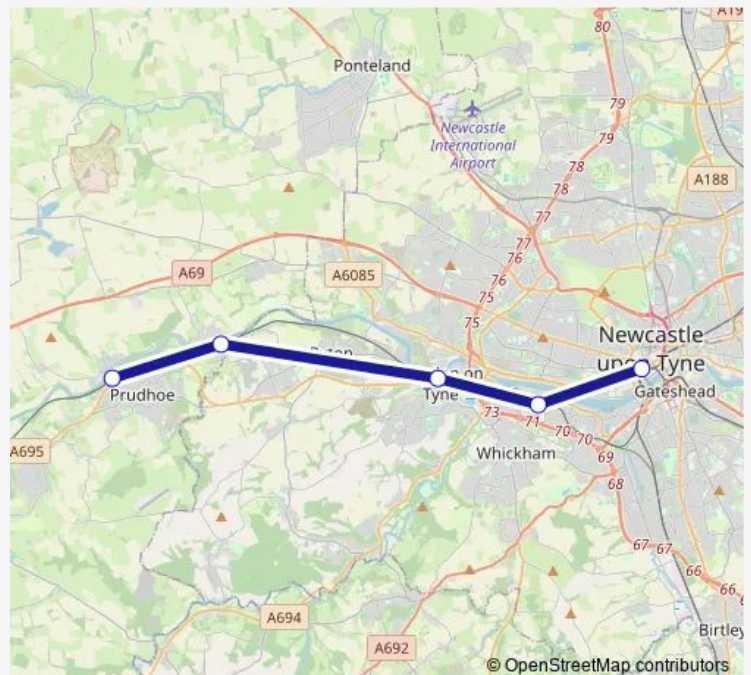 A19
80
Ponteland
79
Newcastle
International
Airport
79
78
A188
78
77
77
76
A69
A6085
76
75
75
Newcastle
upon Tyne
Prudhoe
Tyne
Gateshead
73
71
70
70
A695
Whickham
69
68
67
67
66
66
A694
Birtley
A692
© OpenStreetMap contributors